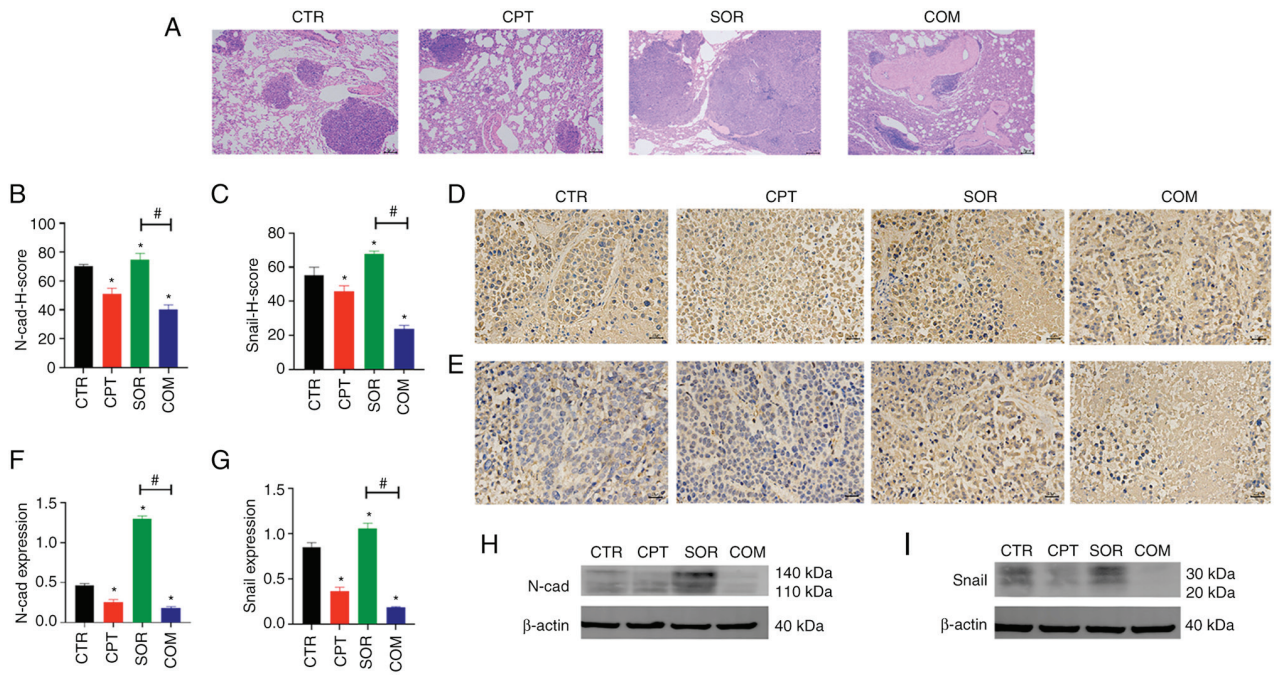 A
CTR CPT SOR COM
B
N-cad-H-score
100
80
60
40
20
0
* * * #
CTR CPT SOR COM
C
Snail-H-score
80
60
40
20
0
* * * #
CTR CPT SOR COM
D
CTR CPT SOR COM
E
F
N-cad expression
1.5
1.0
0.5
0.0
* * * #
CTR CPT SOR COM
G
Snail expression
1.5
1.0
0.5
0.0
* * * #
CTR CPT SOR COM
H
CTR CPT SOR COM
N-cad
140 kDa
110 kDa
β-actin
40 kDa
I
CTR CPT SOR COM
Snail
30 kDa
20 kDa
β-actin
40 kDa